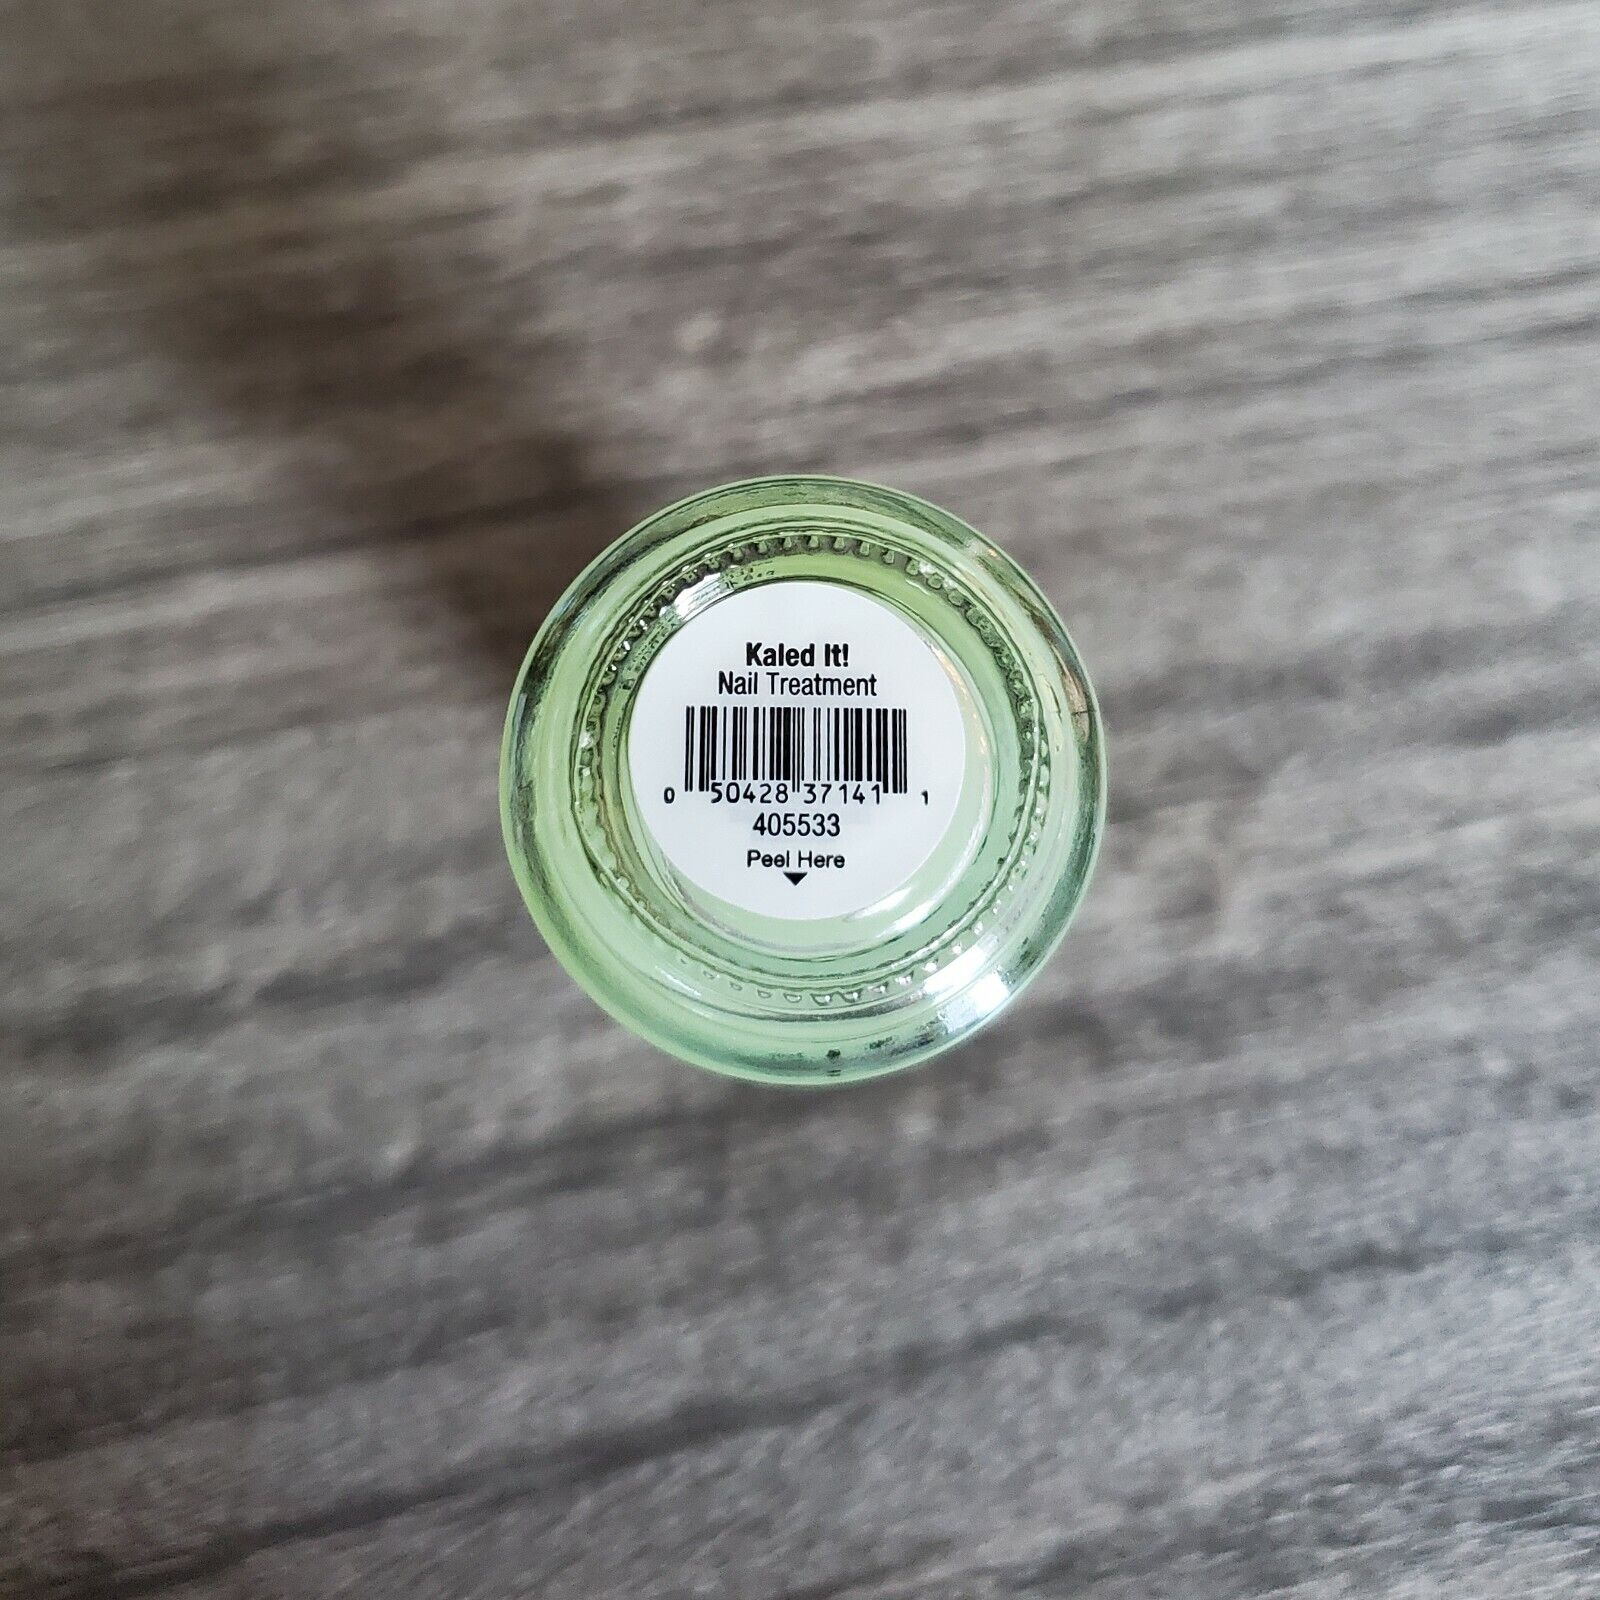 Kaled It!
Nail Treatment
0 50428 37141 1
405533
Peel Here